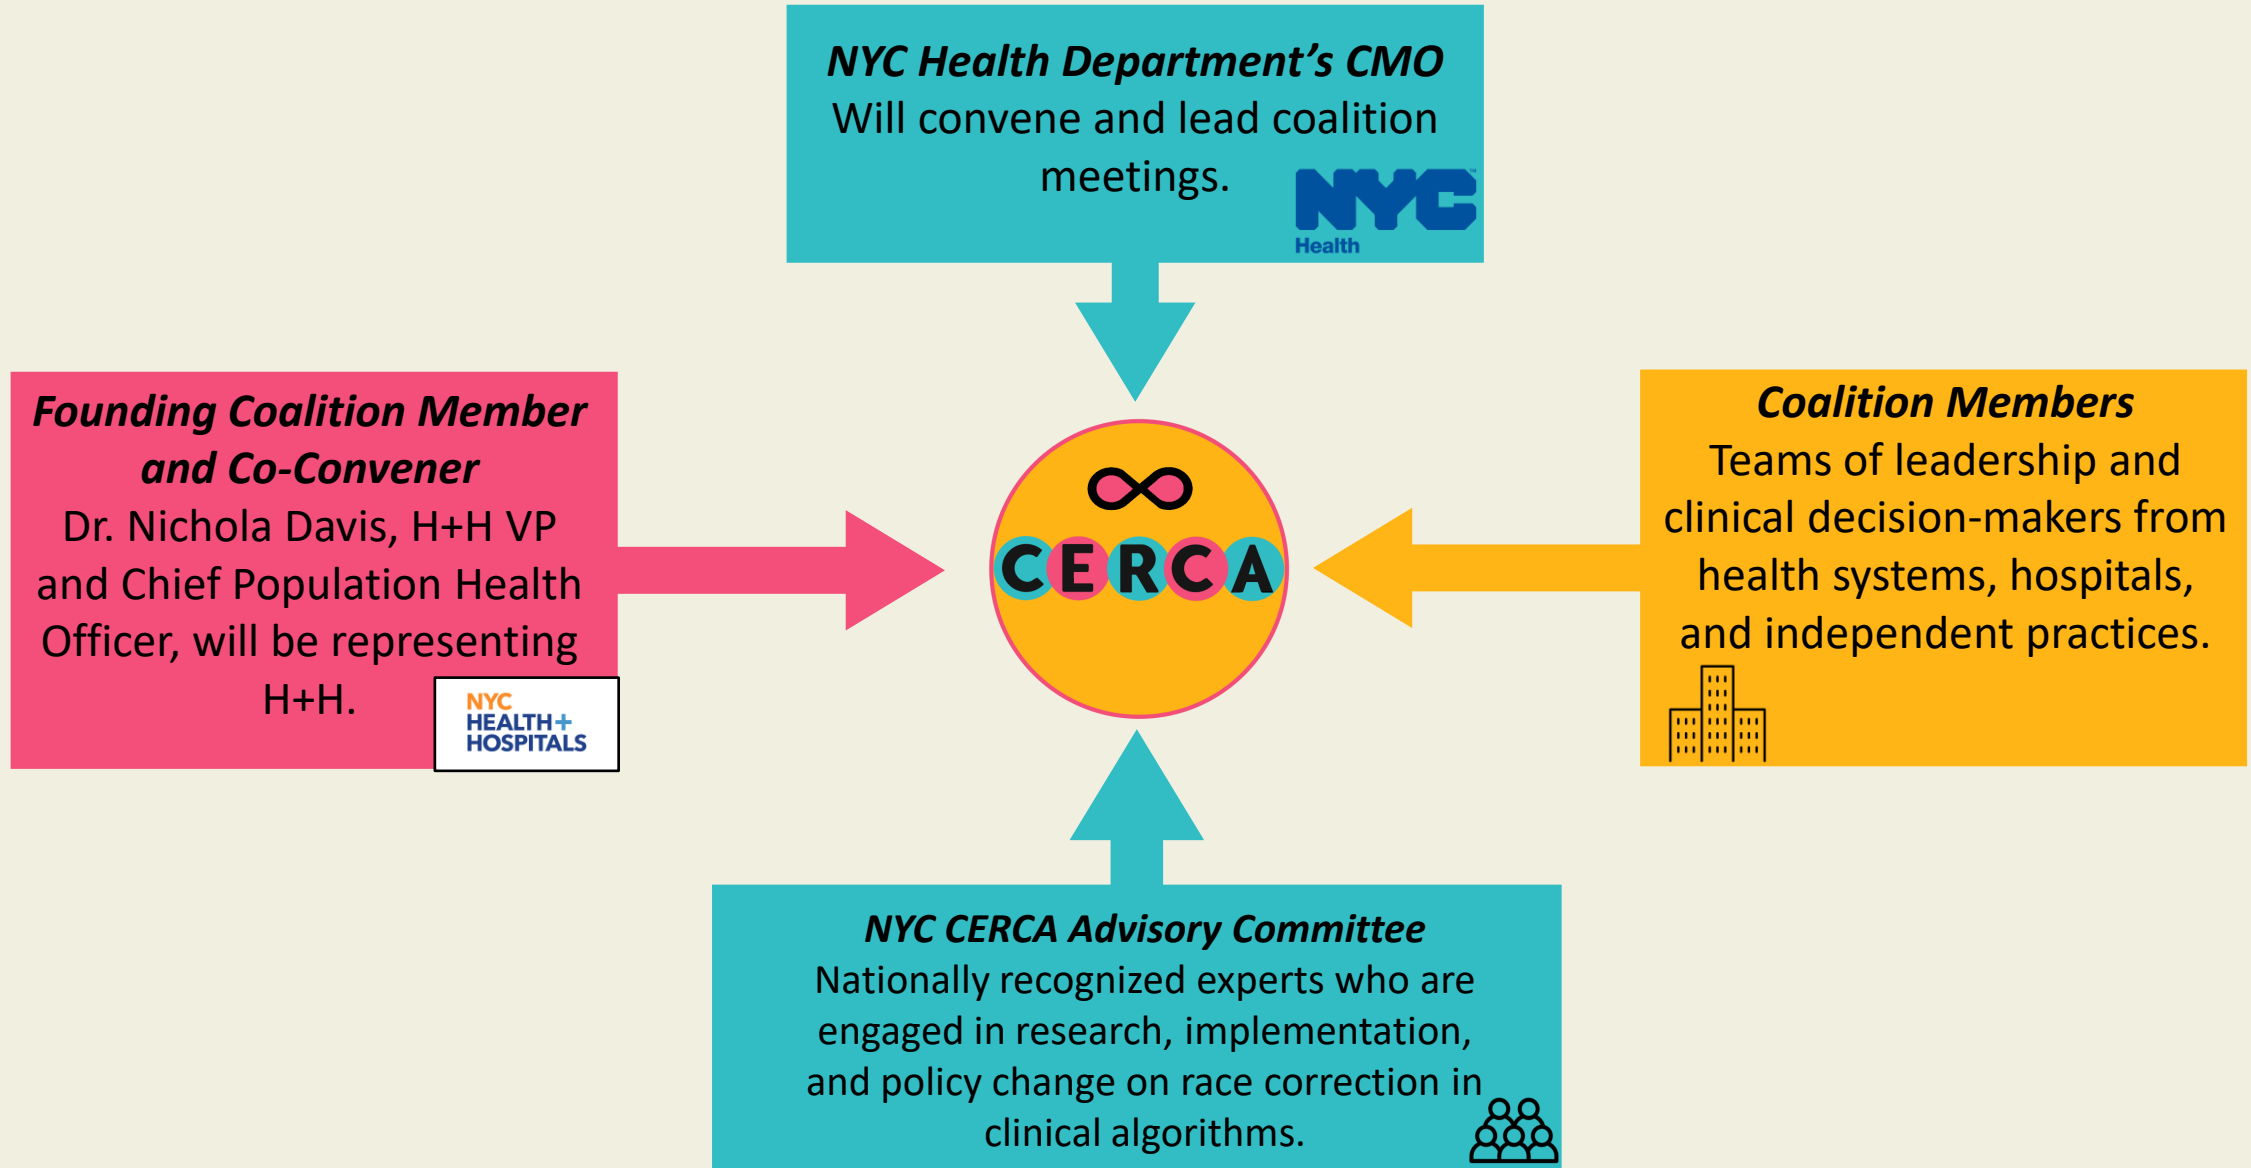 NYC Health Department's CMO
Will convene and lead coalition
meetings.
NYC
Health
Founding Coalition Member
and Co-Convener
Dr. Nichola Davis, H+H VP
and Chief Population Health
Officer, will be representing
H+H.
NYC
HEALTH+
HOSPITALS
CERCA
Coalition Members
Teams of leadership and
clinical decision-makers from
health systems, hospitals,
and independent practices.
NYC CERCA Advisory Committee
Nationally recognized experts who are
engaged in research, implementation,
and policy change on race correction in
clinical algorithms.